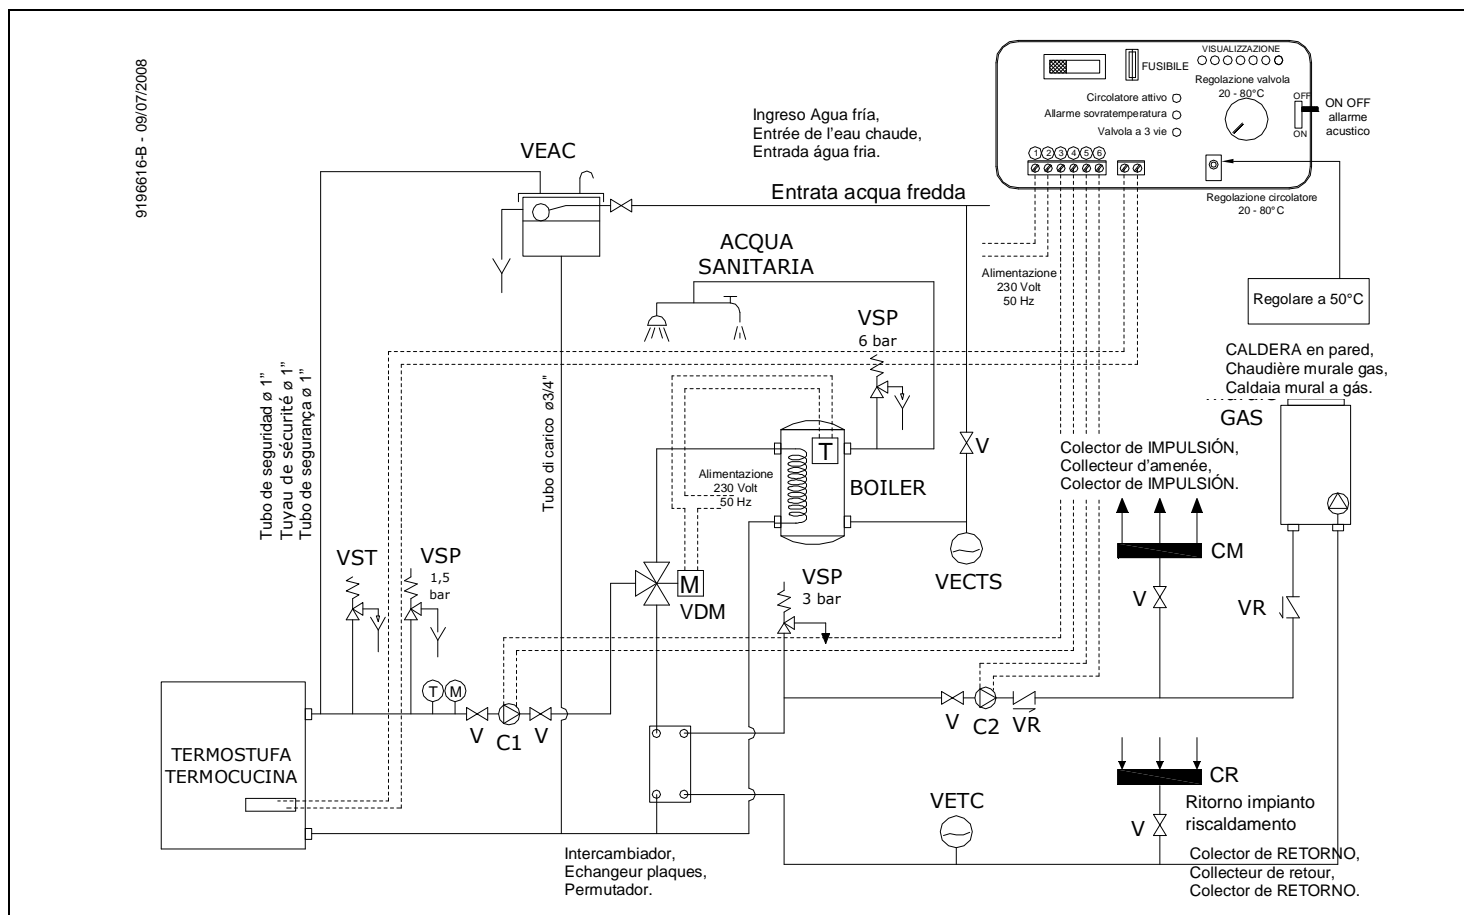 9196616-B - 09/07/2008
VISUALIZZAZIONE
FUSIBILE
Regolazione valvola
20 - 80°C
Circolatore attivo
Allarme sovratemperatura
Valvola a 3 vie
OFF
ON
ON OFF
allarme
acustico
1 2 3 4 5 6
Regolazione circolatore
20 - 80°C
Ingreso Agua fría,
Entrée de l'eau chaude,
Entrada água fria.
VEAC
Entrata acqua fredda
ACQUA
SANITARIA
Alimentazione
230 Volt
50 Hz
Regolare a 50°C
VSP
6 bar
CALDERA en pared,
Chaudière murale gas,
Caldaia mural a gás.
GAS
Tubo de seguridad ø 1”
Tuyau de sécurité ø 1”
Tubo de segurança ø 1”
Tubo di carico ø3/4"
T
V
Colector de IMPULSIÓN,
Collecteur d'amenée,
Colector de IMPULSIÓN.
Alimentazione
230 Volt
50 Hz
BOILER
CM
VST
VSP
1,5
bar
M
VDM
VSP
3 bar
VECTS
V
VR
T M
V C1 V
V C2 VR
TERMOSTUFA
TERMOCUCINA
CR
VETC
Ritorno impianto
riscaldamento
V
Intercambiador,
Echangeur plaques,
Permutador.
Colector de RETORNO,
Collecteur de retour,
Colector de RETORNO.